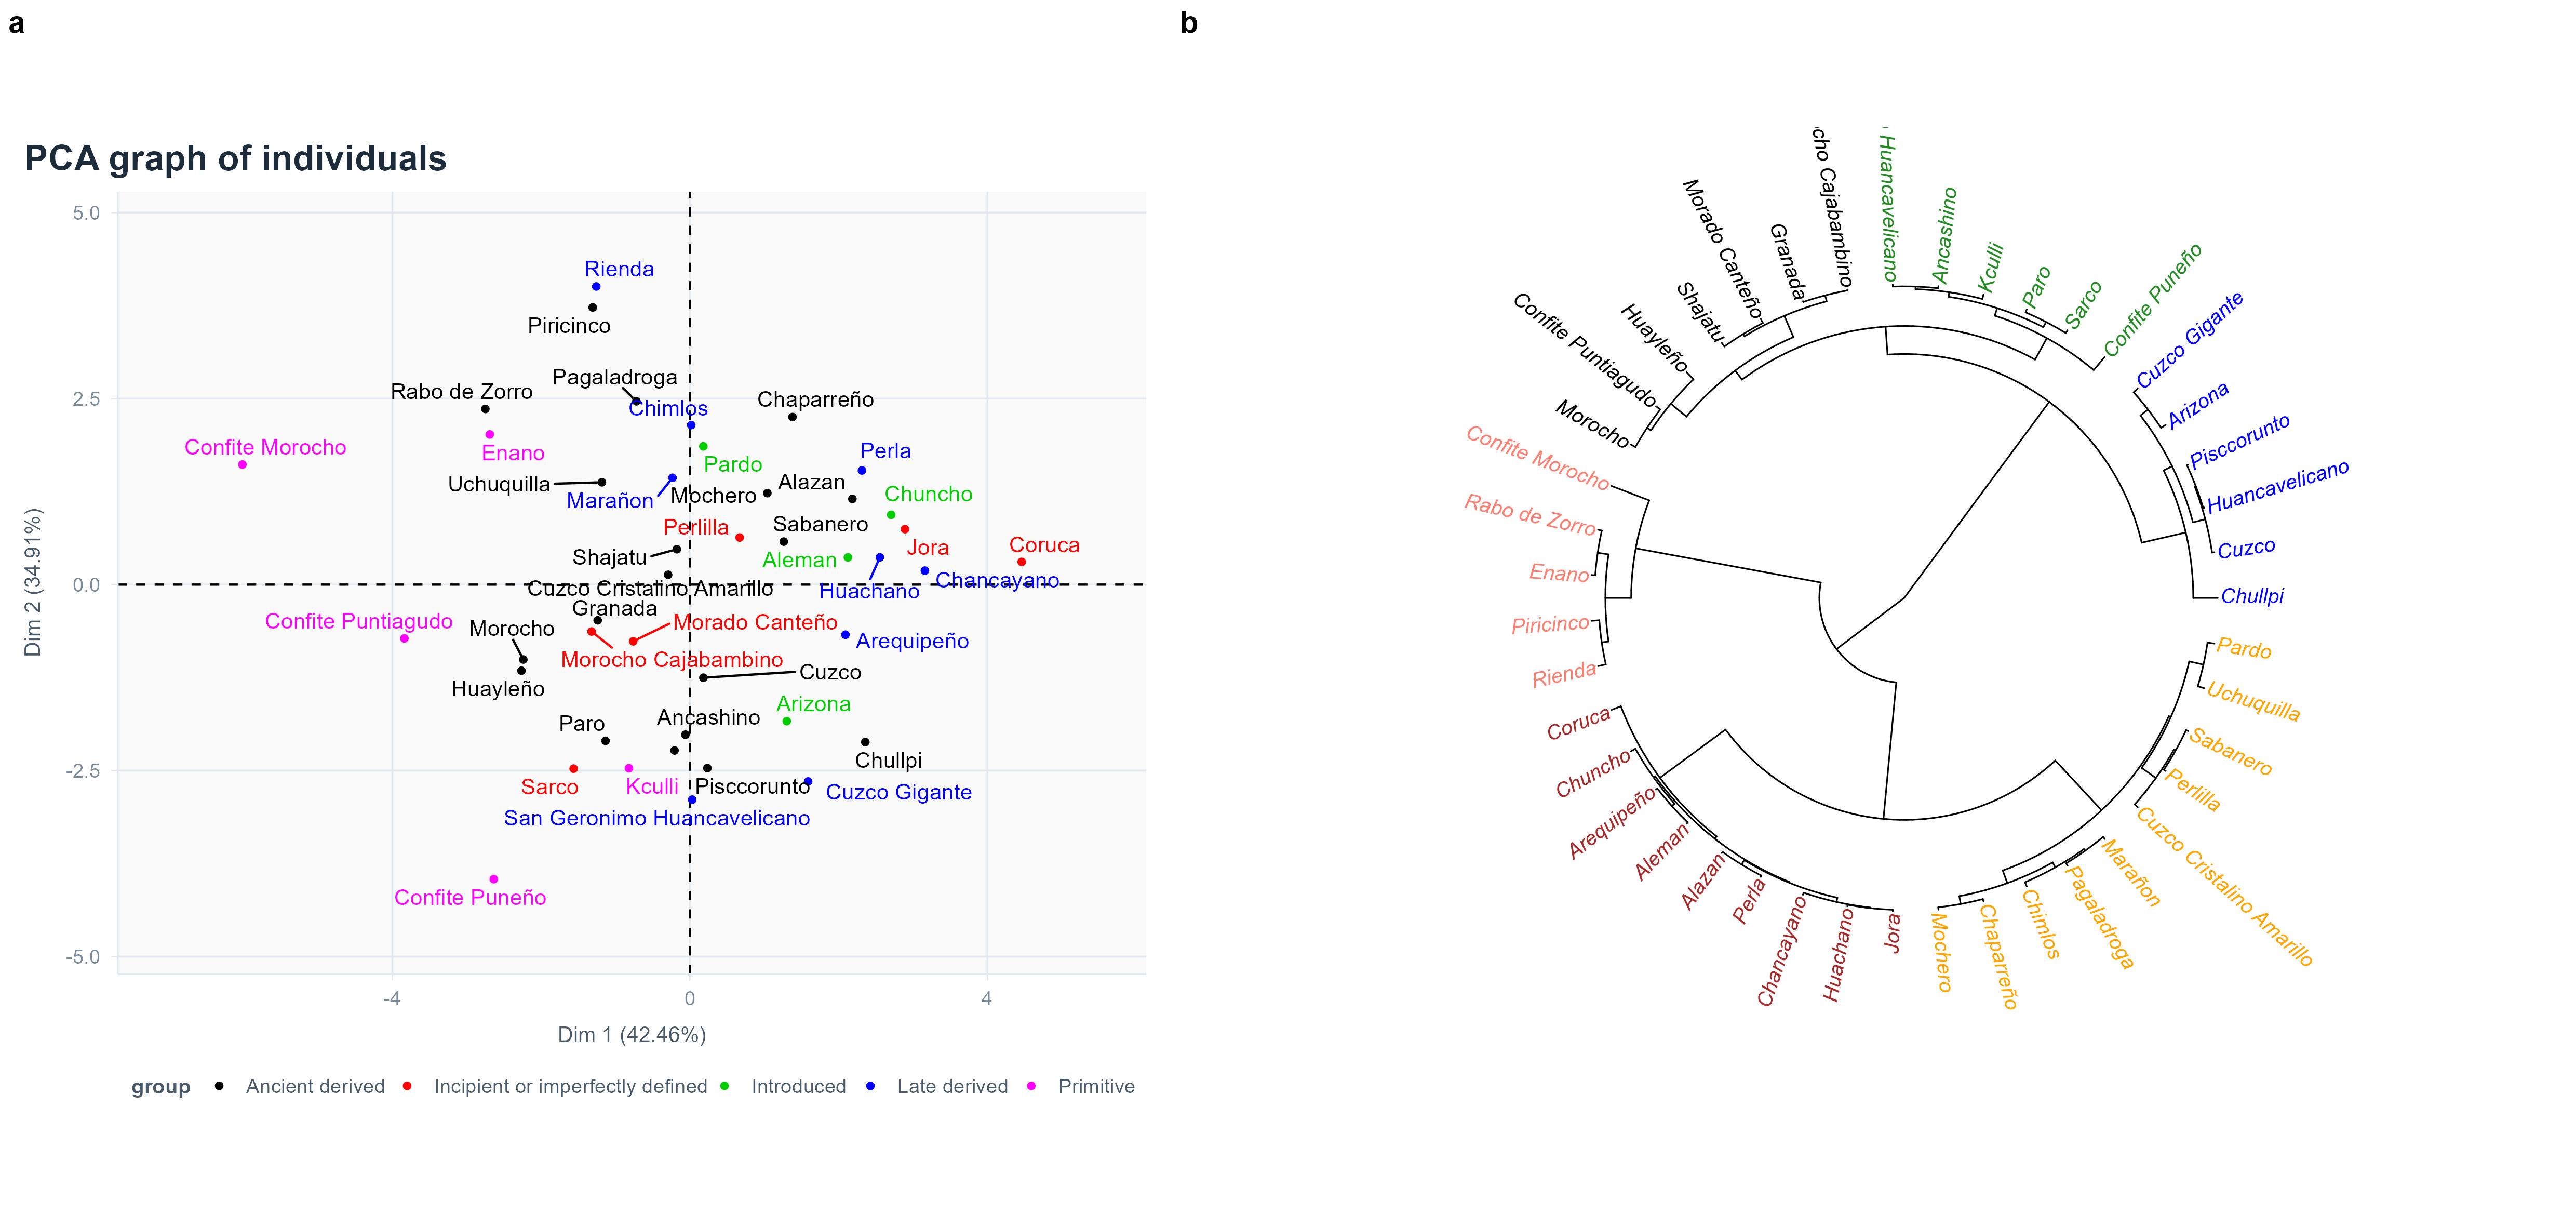 a
b
PCA graph of individuals
5.0
2.5
0.0
-2.5
-5.0
-4
0
4
Dim 2 (34.91%)
Dim 1 (42.46%)
Rienda
Piricinco
Pagaladroga
Rabo de Zorro
Chimlos
Chaparreño
Confite Morocho
Enano
Pardo
Perla
Uchuquilla
Marañon
Mochero
Alazan
Chuncho
Perlilla
Sabanero
Jora
Coruca
Shajatu
Aleman
Cuzco Cristalino Amarillo
Huachano
Chancayano
Granada
Confite Puntiagudo
Morocho
Morado Canteño
Arequipeño
Morocho Cajabambino
Cuzco
Huayleño
Arizona
Paro
Ancashino
Chullpi
Sarco
Kculli
Pisccorunto
Cuzco Gigante
San Geronimo Huancavelicano
Confite Puneño
group
Ancient derived
Incipient or imperfectly defined
Introduced
Late derived
Primitive
cho Cajabambino
Huancavelicano
Ancashino
Kculli
Paro
Sarco
Confite Puneño
Cuzco Gigante
Arizona
Pisccorunto
Huancavelicano
Cuzco
Chullpi
Pardo
Uchuquilla
Sabanero
Perlilla
Cuzco Cristalino Amarillo
Marañon
Pagaladroga
Chimlos
Chaparreño
Mochero
Jora
Huachano
Chancayano
Perla
Alazan
Aleman
Arequipeño
Chuncho
Coruca
Rienda
Piricinco
Enano
Rabo de Zorro
Confite Morocho
Morocho
Confite Puntiagudo
Huayleño
Shajatu
Morado Canteño
Granada